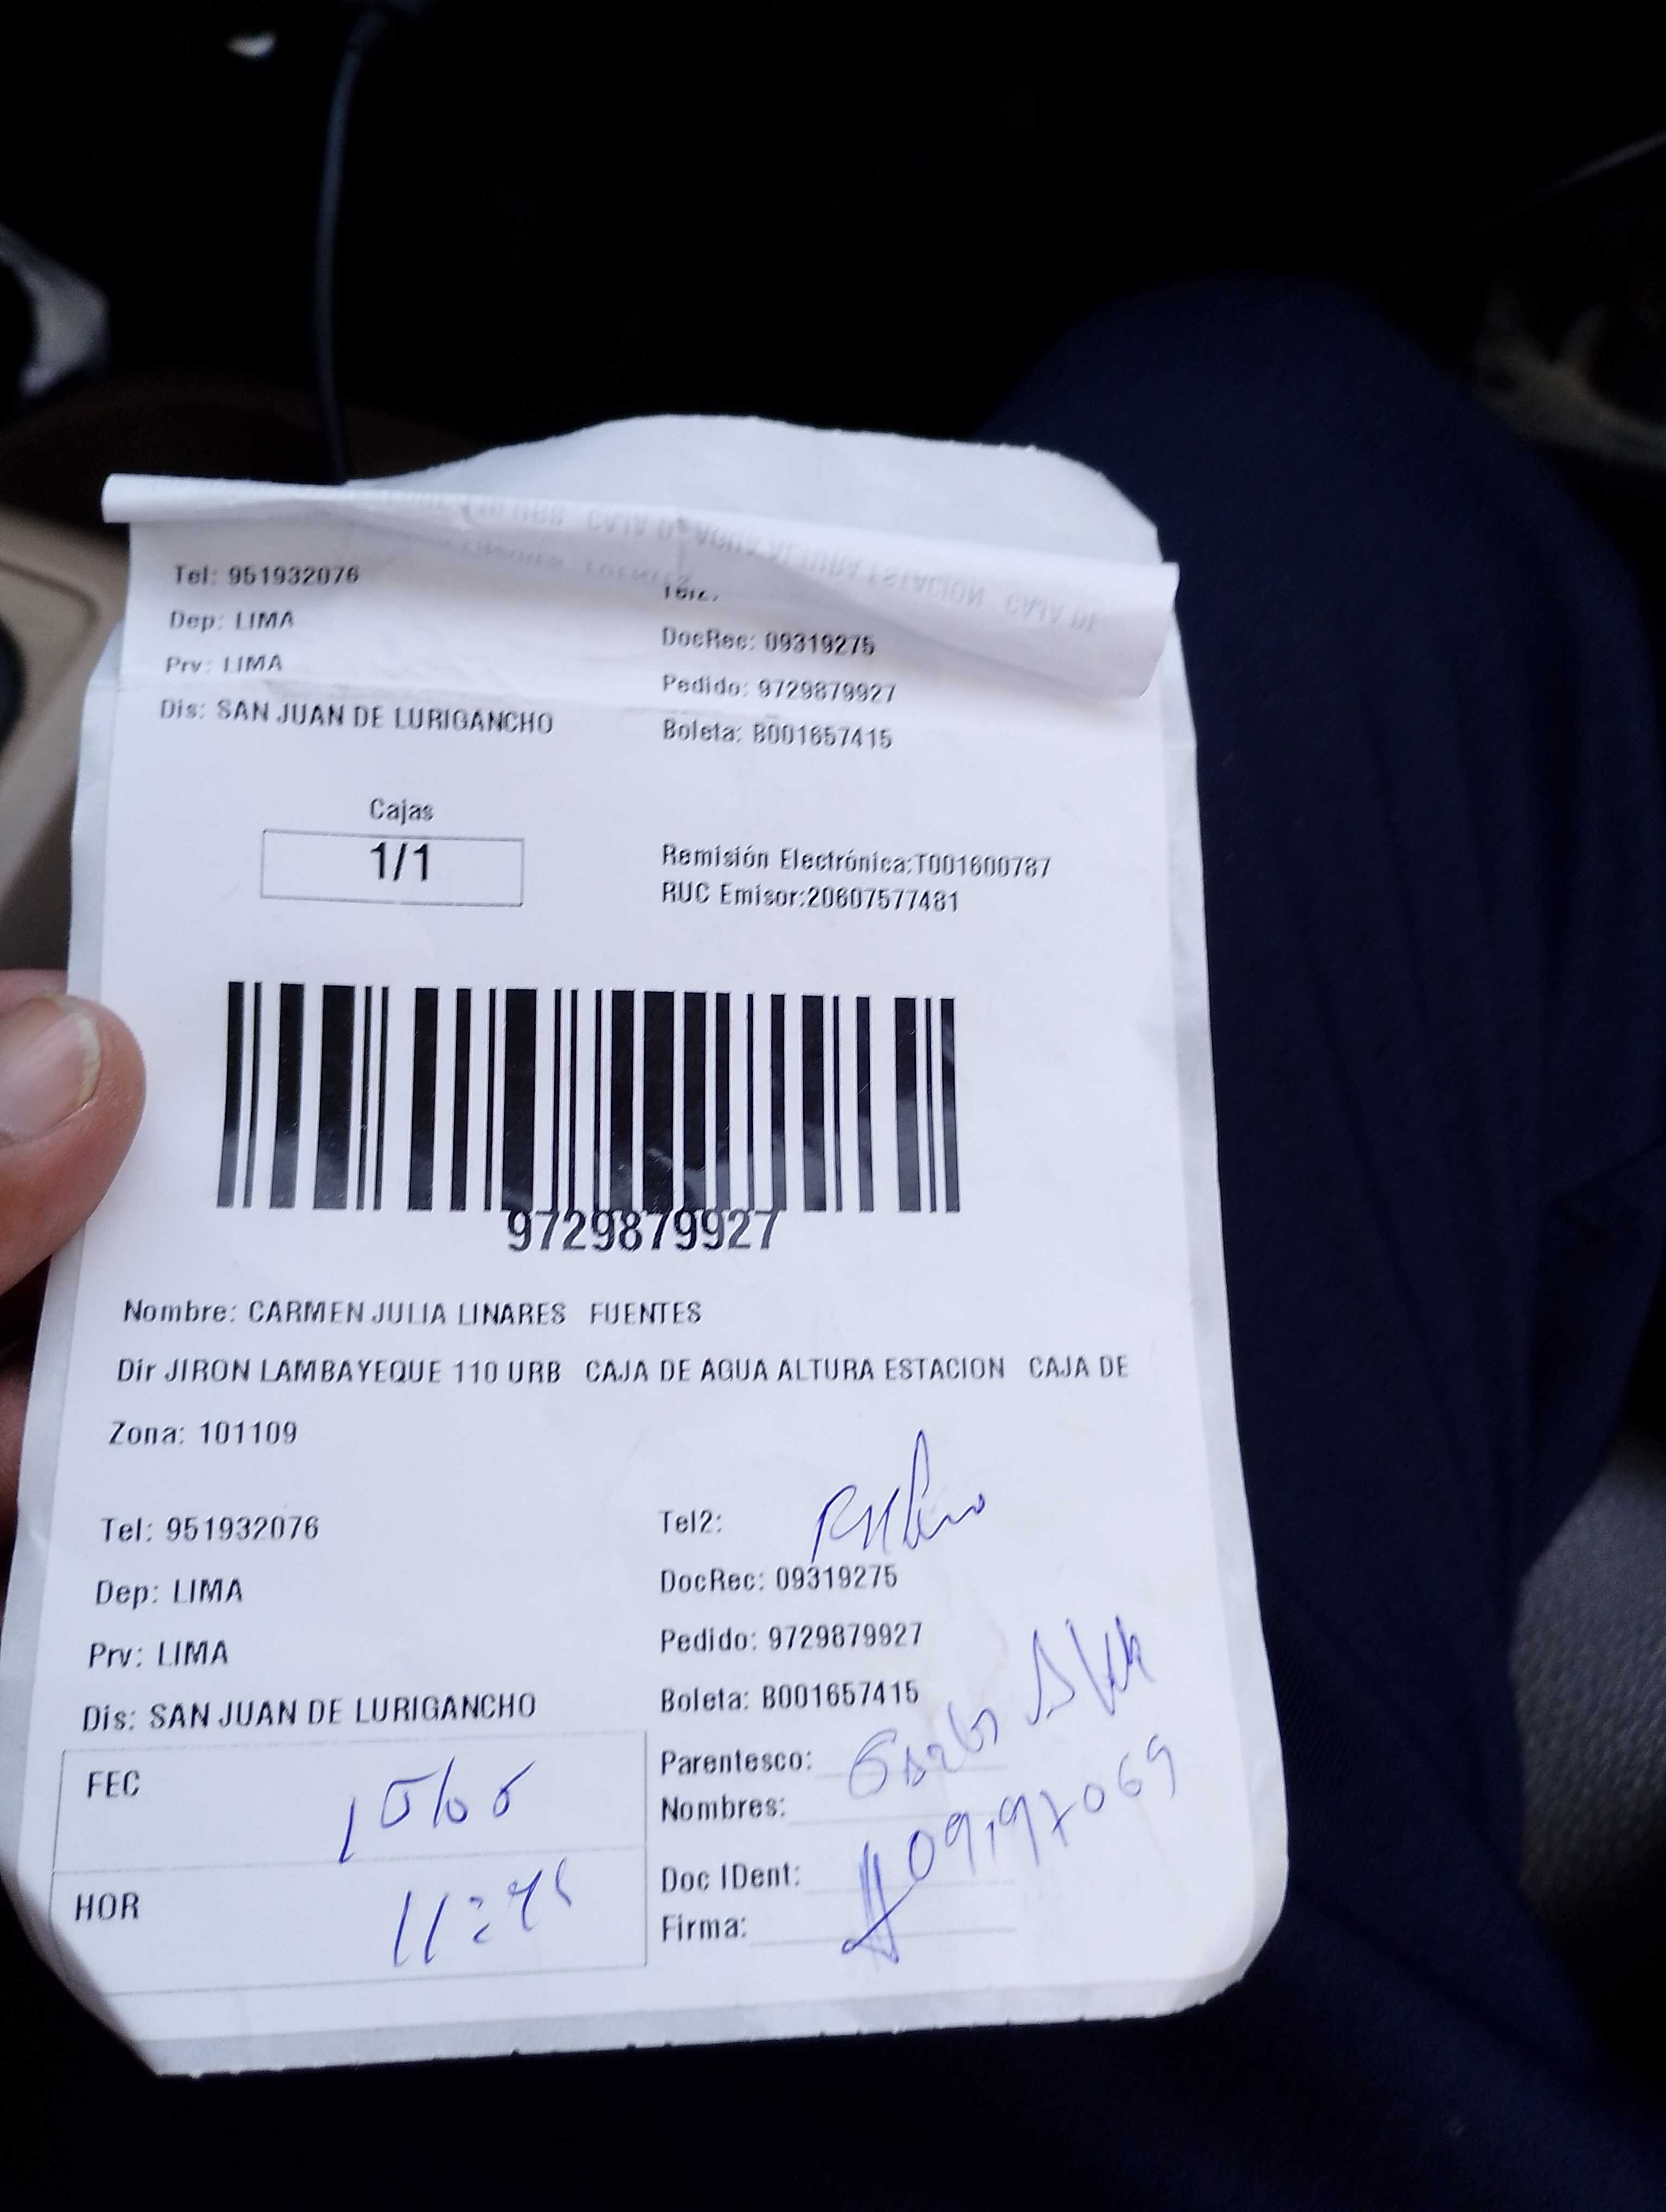 Tel: 951932076
Dep: LIMA
Prv: LIMA
Dis: SAN JUAN DE LURIGANCHO
DocRec: 09319275
Pedido: 9729879927
Boleta: B001657415
Cajas
1/1
Remisión Electrónica:T001600787
RUC Emisor:20607577481
9729879927
Nombre: CARMEN JULIA LINARES FUENTES
Dir JIRON LAMBAYEQUE 110 URB CAJA DE AGUA ALTURA ESTACION CAJA DE
Zona: 101109
Tel: 951932076
Dep: LIMA
Prv: LIMA
Dis: SAN JUAN DE LURIGANCHO
Tel2:
DocRec: 09319275
Pedido: 9729879927
Boleta: B001657415
FEC 15/06
HOR
Parentesco:
Nombres:
Doc IDent: 09197069
Firma: